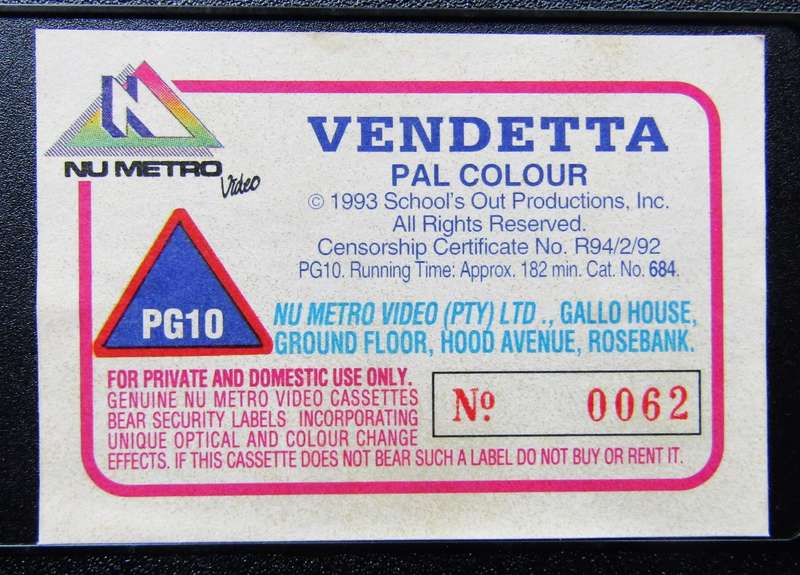 N
NU METRO
Video
VENDETTA
PAL COLOUR
© 1993 School's Out Productions, Inc.
All Rights Reserved.
Censorship Certificate No. R94/2/92
PG10. Running Time: Approx. 182 min. Cat. No. 684.
PG10
NU METRO VIDEO (PTY) LTD ., GALLO HOUSE,
GROUND FLOOR, HOOD AVENUE, ROSEBANK.
FOR PRIVATE AND DOMESTIC USE ONLY.
GENUINE NU METRO VIDEO CASSETTES
BEAR SECURITY LABELS INCORPORATING
UNIQUE OPTICAL AND COLOUR CHANGE
EFFECTS. IF THIS CASSETTE DOES NOT BEAR SUCH A LABEL DO NOT BUY OR RENT IT.
Nº 0062